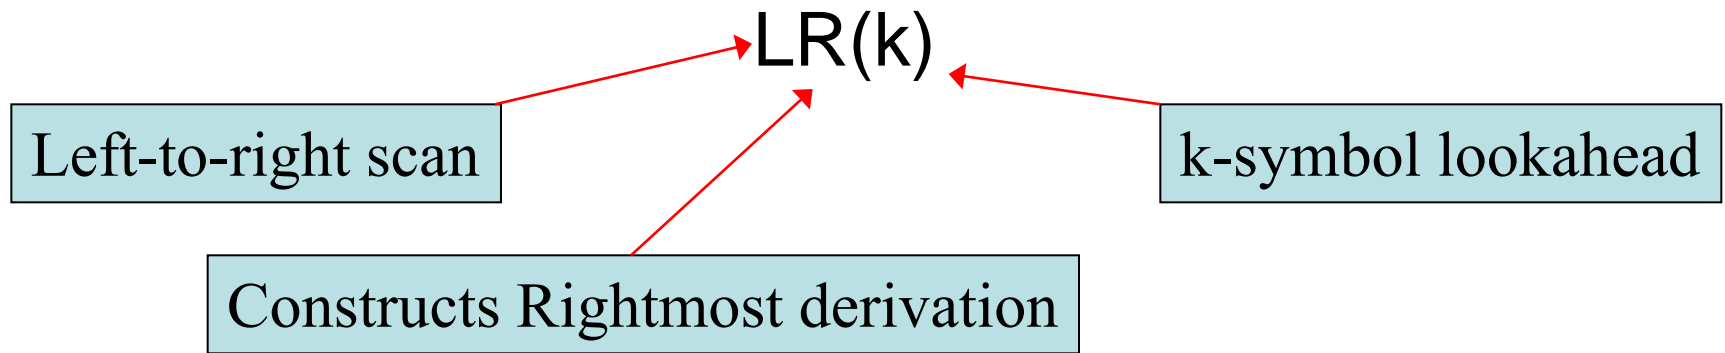 LR(k)
Left-to-right scan
k-symbol lookahead
Constructs Rightmost derivation